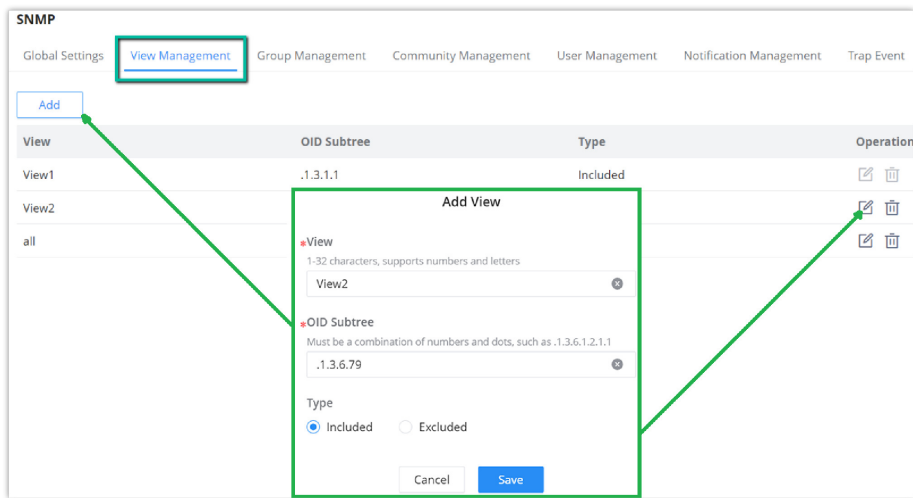 SNMP
Global Settings View Management Group Management Community Management User Management Notification Management Trap Event
Add
View OID Subtree Type Operation
View1 .1.3.1.1 Included
View2
all
Add View
*View
1-32 characters, supports numbers and letters
View2
*OID Subtree
Must be a combination of numbers and dots, such as .1.3.6.1.2.1.1
.1.3.6.79
Type
Included Excluded
Cancel Save